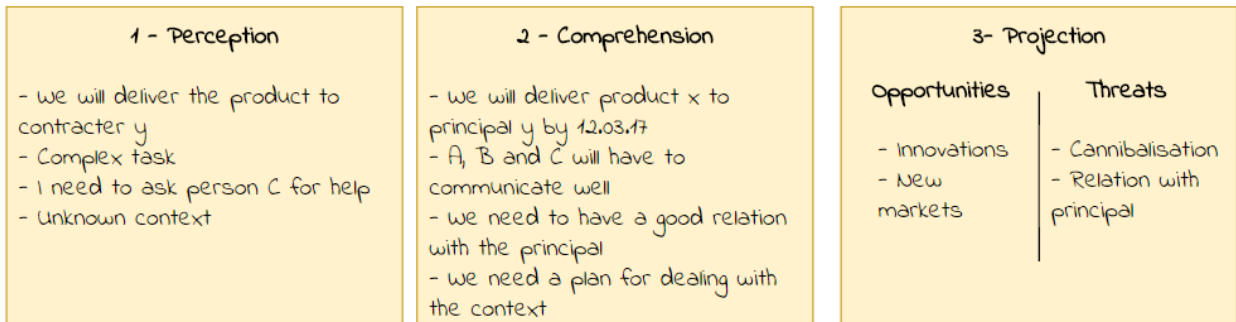 1 - Perception
- we will deliver the product to
contracter y
- Complex task
- I need to ask person C for help
- Unknown context
2 - Comprehension
- we will deliver product x to
principal y by 12.03.17
- A, B and C will have to
communicate well
- we need to have a good relation
with the principal
- we need a plan for dealing with
the context
3- Projection
Opportunities
- Innovations
- New
markets
Threats
- Cannibalisation
- Relation with
principal